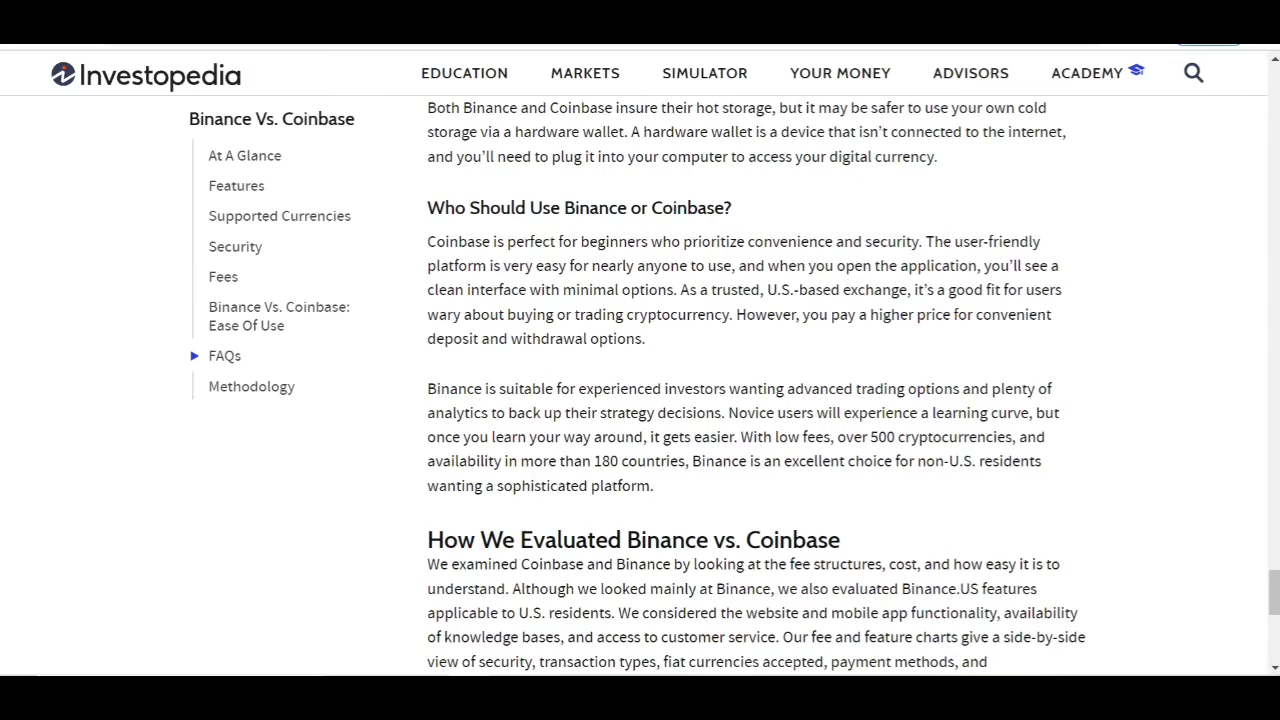 Investopedia
EDUCATION
MARKETS
SIMULATOR
YOUR MONEY
ADVISORS
ACADEMY
Binance Vs. Coinbase
At A Glance
Features
Supported Currencies
Security
Fees
Binance Vs. Coinbase:
Ease Of Use
FAQs
Methodology
Both Binance and Coinbase insure their hot storage, but it may be safer to use your own cold
storage via a hardware wallet. A hardware wallet is a device that isn’t connected to the internet,
and you’ll need to plug it into your computer to access your digital currency.
Who Should Use Binance or Coinbase?
Coinbase is perfect for beginners who prioritize convenience and security. The user-friendly
platform is very easy for nearly anyone to use, and when you open the application, you’ll see a
clean interface with minimal options. As a trusted, U.S.-based exchange, it’s a good fit for users
wary about buying or trading cryptocurrency. However, you pay a higher price for convenient
deposit and withdrawal options.
Binance is suitable for experienced investors wanting advanced trading options and plenty of
analytics to back up their strategy decisions. Novice users will experience a learning curve, but
once you learn your way around, it gets easier. With low fees, over 500 cryptocurrencies, and
availability in more than 180 countries, Binance is an excellent choice for non-U.S. residents
wanting a sophisticated platform.
How We Evaluated Binance vs. Coinbase
We examined Coinbase and Binance by looking at the fee structures, cost, and how easy it is to
understand. Although we looked mainly at Binance, we also evaluated Binance.US features
applicable to U.S. residents. We considered the website and mobile app functionality, availability
of knowledge bases, and access to customer service. Our fee and feature charts give a side-by-side
view of security, transaction types, fiat currencies accepted, payment methods, and